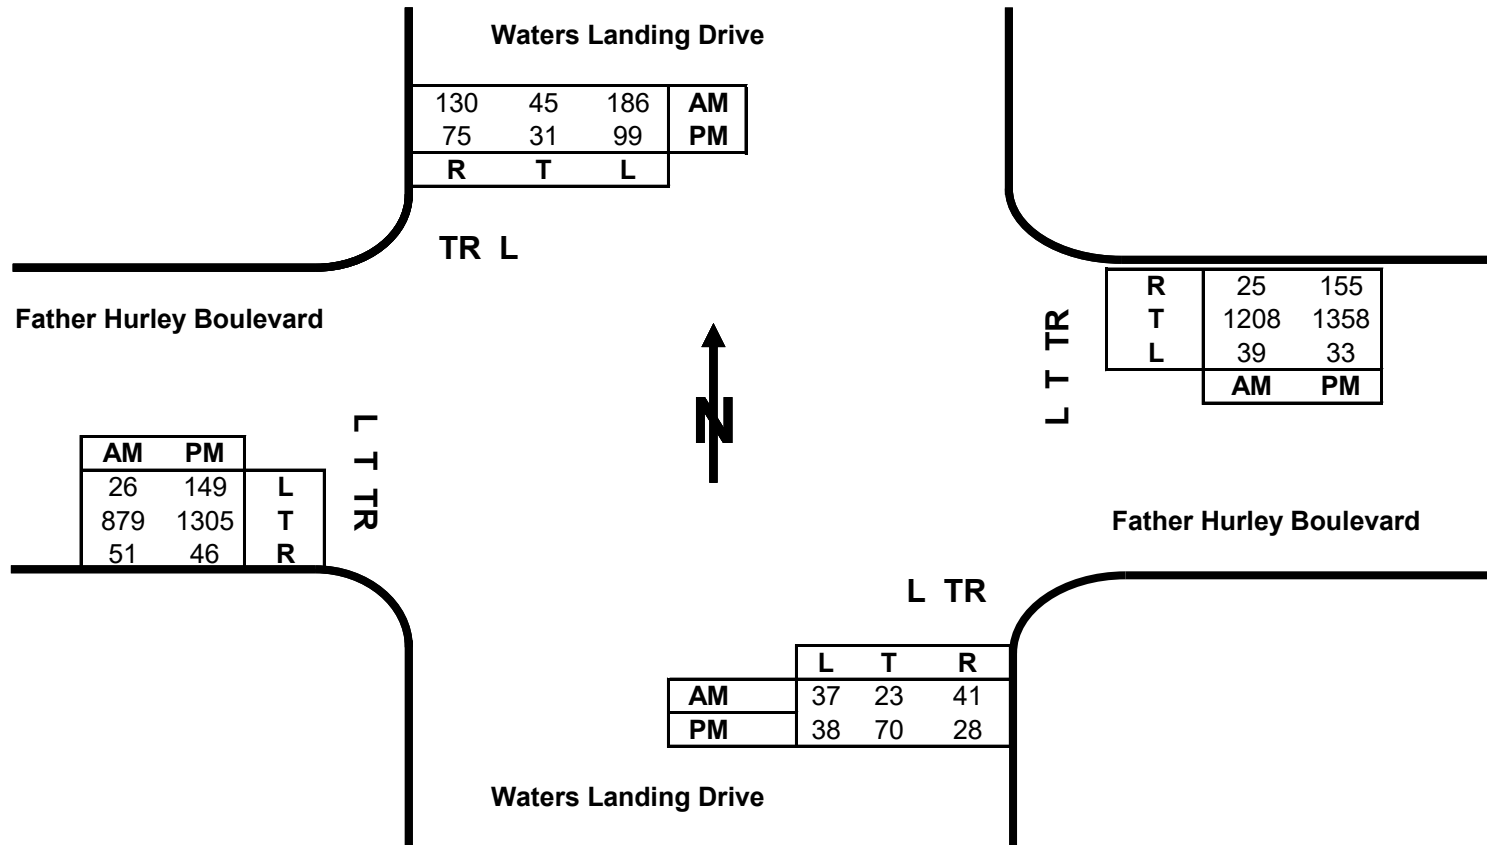 Waters Landing Drive
130 45 186 AM
75 31 99 PM
R T L
TR L
Father Hurley Boulevard
R 25 155
T 1208 1358
L 39 33
AM PM
L T TR
N
AM PM
26 149 L
879 1305 T
51 46 R
L T TR
Father Hurley Boulevard
L TR
L T R
AM 37 23 41
PM 38 70 28
Waters Landing Drive